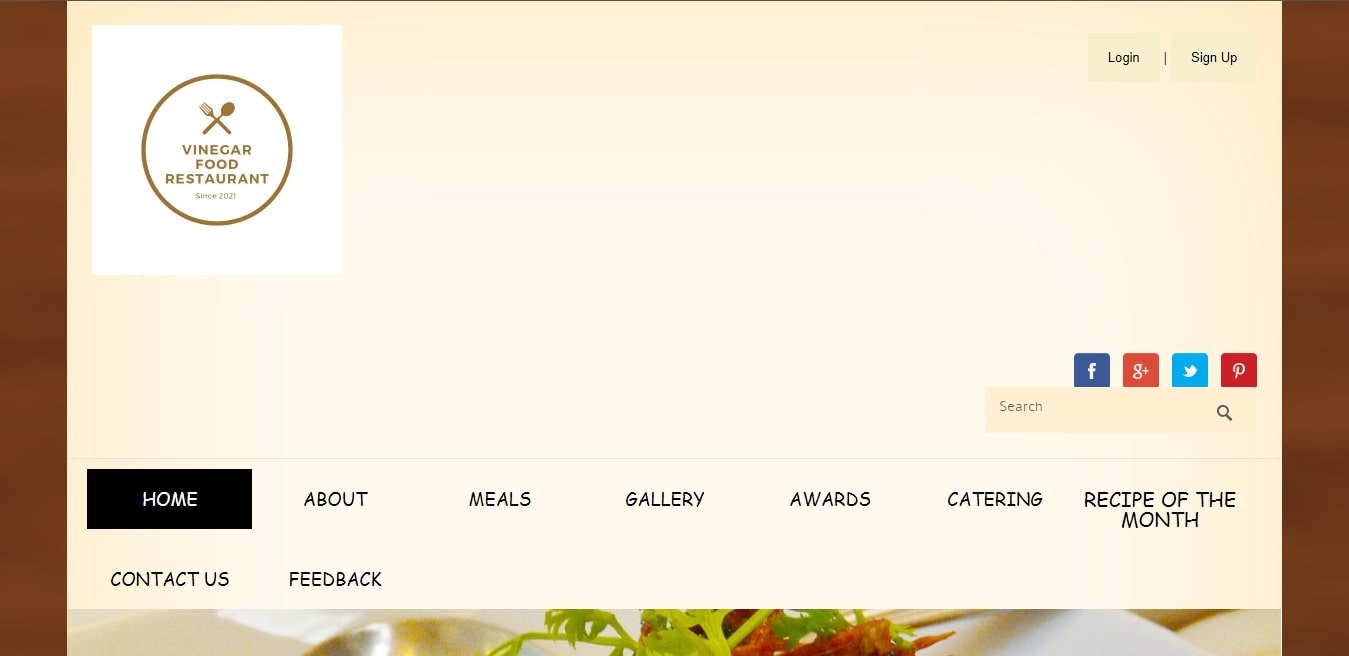 VINEGAR
FOOD
RESTAURANT
Since 2021
Login | Sign Up
f g+
Search
HOME ABOUT MEALS GALLERY AWARDS CATERING RECIPE OF THE
MONTH
CONTACT US FEEDBACK